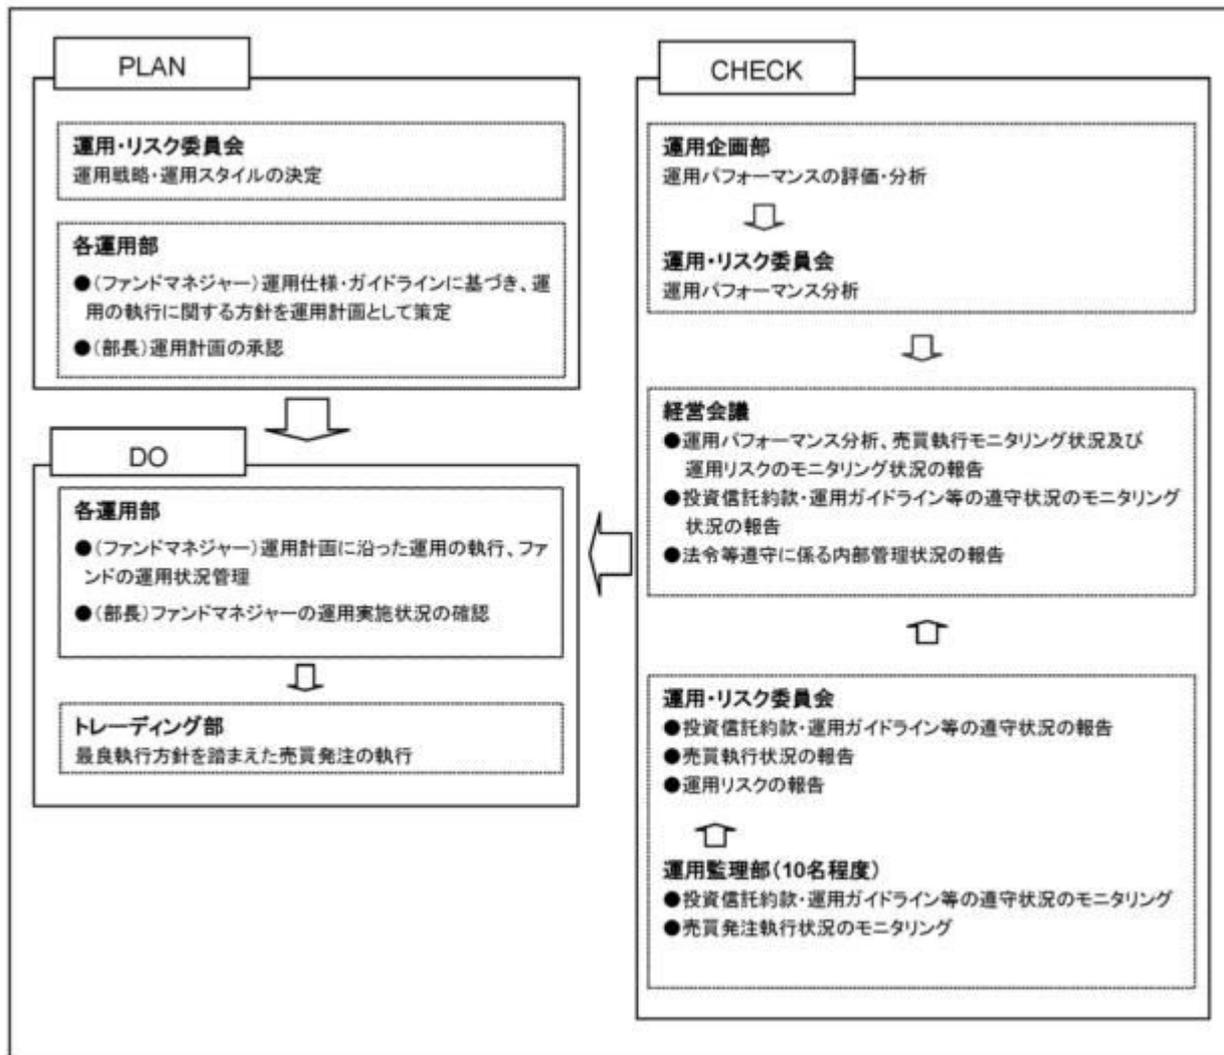 PLAN
運用・リスク委員会
運用戦略・運用スタイルの決定
各運用部
●(ファンドマネジャー)運用仕様・ガイドラインに基づき、運
用の執行に関する方針を運用計画として策定
●(部長)運用計画の承認
DO
各運用部
●(ファンドマネジャー)運用計画に沿った運用の執行、ファ
ンドの運用状況管理
●(部長)ファンドマネジャーの運用実施状況の確認
トレーディング部
最良執行方針を踏まえた売買発注の執行
CHECK
運用企画部
運用パフォーマンスの評価・分析
運用・リスク委員会
運用パフォーマンス分析
経営会議
●運用パフォーマンス分析、売買執行モニタリング状況及び
運用リスクのモニタリング状況の報告
●投資信託約款・運用ガイドライン等の遵守状況のモニタリング
状況の報告
●法令等遵守に係る内部管理状況の報告
運用・リスク委員会
●投資信託約款・運用ガイドライン等の遵守状況の報告
●売買執行状況の報告
●運用リスクの報告
運用監理部(10名程度)
●投資信託約款・運用ガイドライン等の遵守状況のモニタリング
●売買発注執行状況のモニタリング